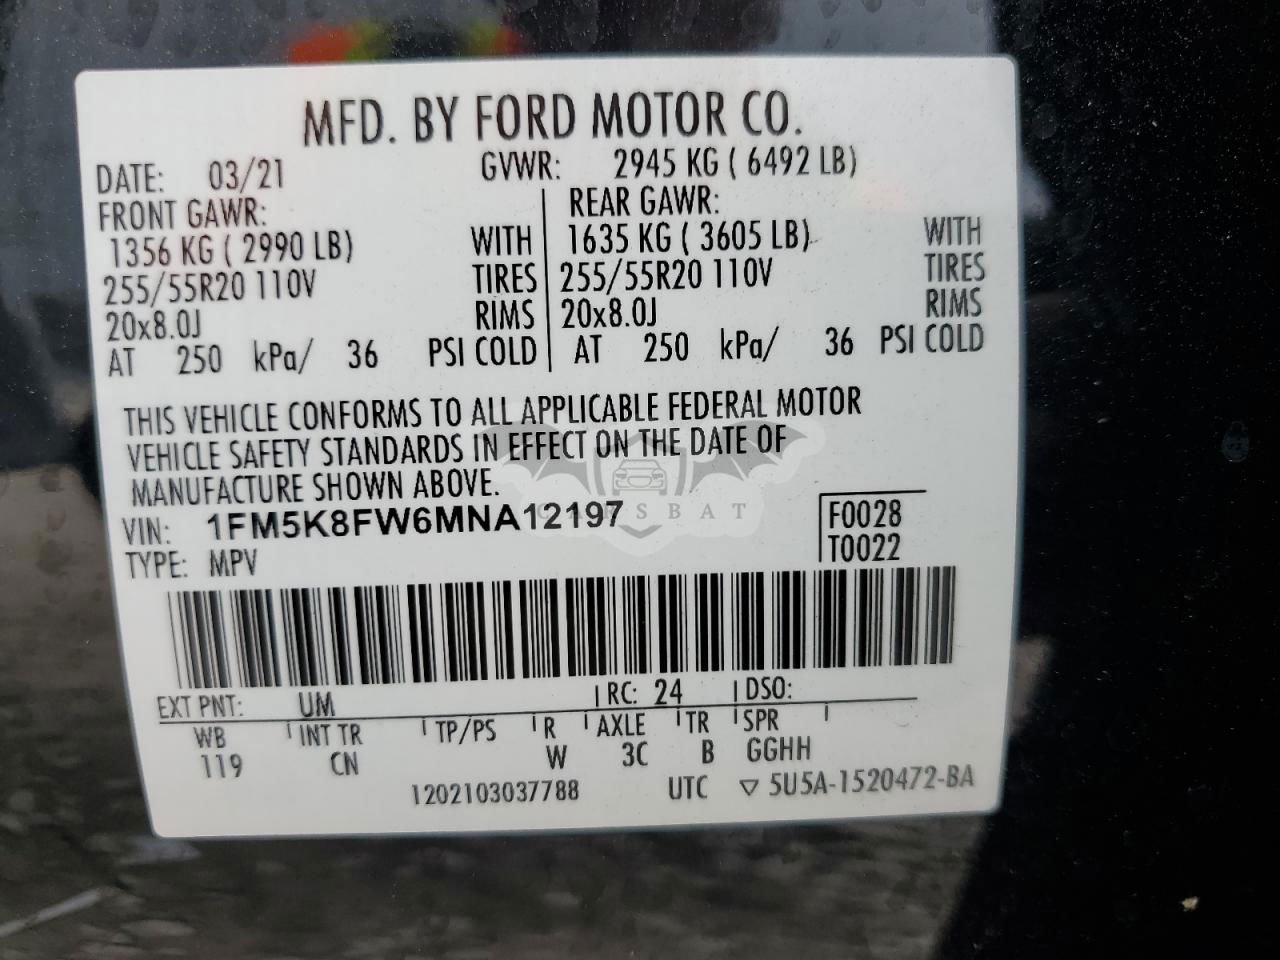 MFD. BY FORD MOTOR CO.
DATE: 03/21 GVWR: 2945 KG ( 6492 LB)
FRONT GAWR: REAR GAWR:
1356 KG ( 2990 LB) WITH 1635 KG ( 3605 LB) WITH
255/55R20 110V TIRES 255/55R20 110V TIRES
20x8.0J RIMS 20x8.0J RIMS
AT 250 kPa/ 36 PSI COLD AT 250 kPa/ 36 PSI COLD
THIS VEHICLE CONFORMS TO ALL APPLICABLE FEDERAL MOTOR
VEHICLE SAFETY STANDARDS IN EFFECT ON THE DATE OF
MANUFACTURE SHOWN ABOVE.
VIN: 1FM5K8FW6MNA12197 F0028
TYPE: MPV T0022
CARSBAT
EXT PNT: UM RC: 24 DSO:
WB INT TR TP/PS R AXLE TR SPR
119 CN W 3C B GGHH
1202103037788 UTC ▽ 5U5A-1520472-BA